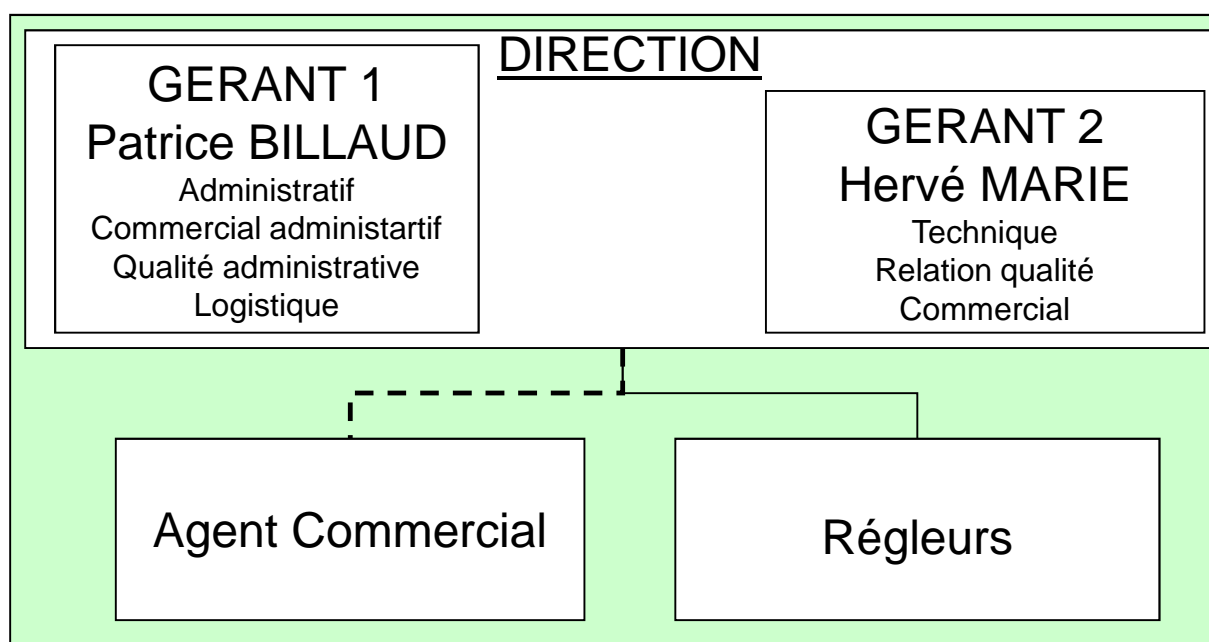 DIRECTION
GERANT 1
Patrice BILLAUD
Administratif
Commercial administartif
Qualité administrative
Logistique
GERANT 2
Hervé MARIE
Technique
Relation qualité
Commercial
Agent Commercial
Régleurs